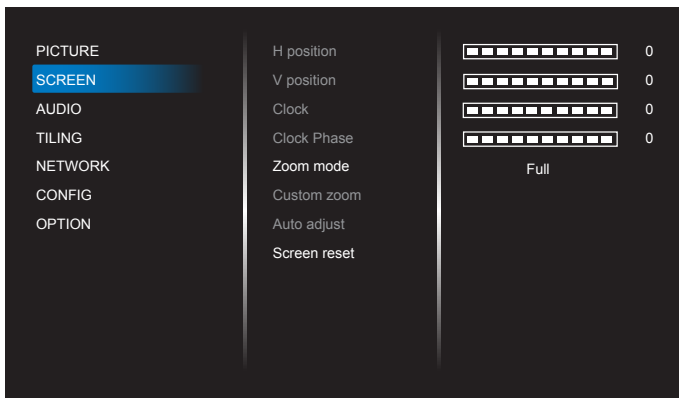 PICTURE
SCREEN
AUDIO
TILING
NETWORK
CONFIG
OPTION
H position 0
V position 0
Clock 0
Clock Phase 0
Zoom mode Full
Custom zoom
Auto adjust
Screen reset